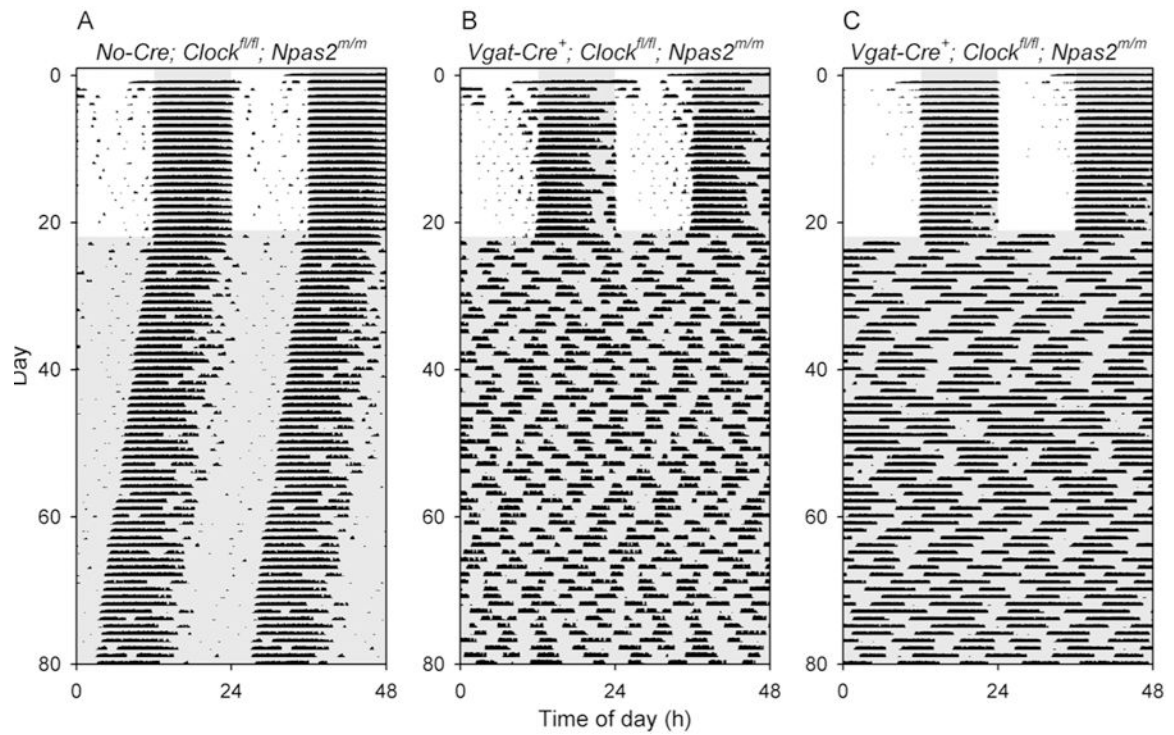 A
No-Cre; Clock^fl/fl; Npas2^m/m
B
Vgat-Cre⁺; Clock^fl/fl; Npas2^m/m
C
Vgat-Cre⁺; Clock^fl/fl; Npas2^m/m
0
20
40
60
80
Day
0
20
40
60
80
0
20
40
60
80
0 24 48
0 24 48
0 24 48
Time of day (h)